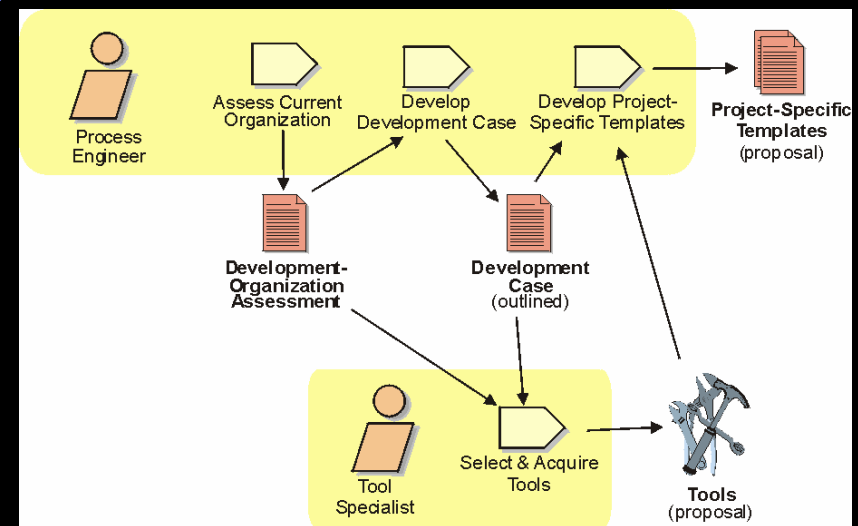 Process
Engineer
Assess Current
Organization
Develop
Development Case
Develop Project-
Specific Templates
Project-Specific
Templates
(proposal)
Development-
Organization
Assessment
Development
Case
(outlined)
Tool
Specialist
Select & Acquire
Tools
Tools
(proposal)